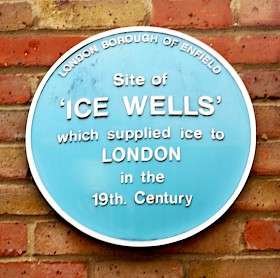 LONDON BOROUGH OF ENFIELD
Site of
'ICE WELLS'
which supplied ice to
LONDON
in the
19th. Century